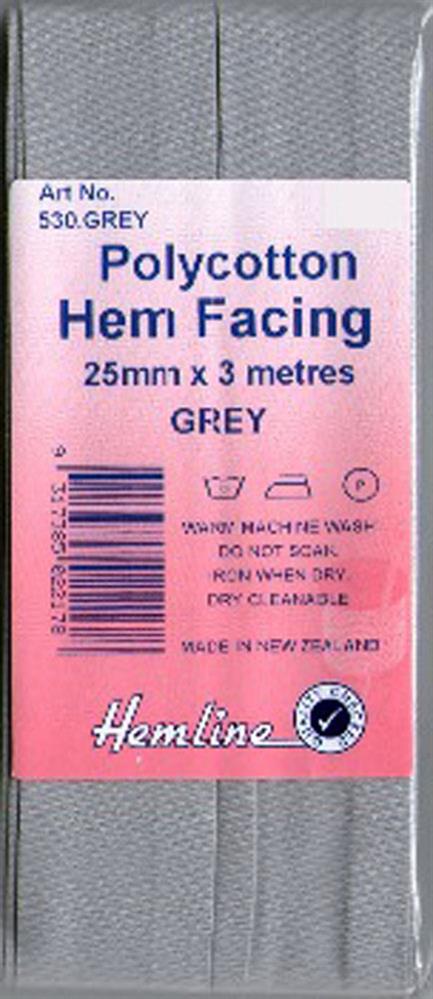 Art No.
530.GREY
Polycotton
Hem Facing
25mm x 3 metres
GREY
P
WARM MACHINE WASH
DO NOT SOAK.
IRON WHEN DRY.
DRY CLEANABLE
MADE IN NEW ZEALAND
Hemline